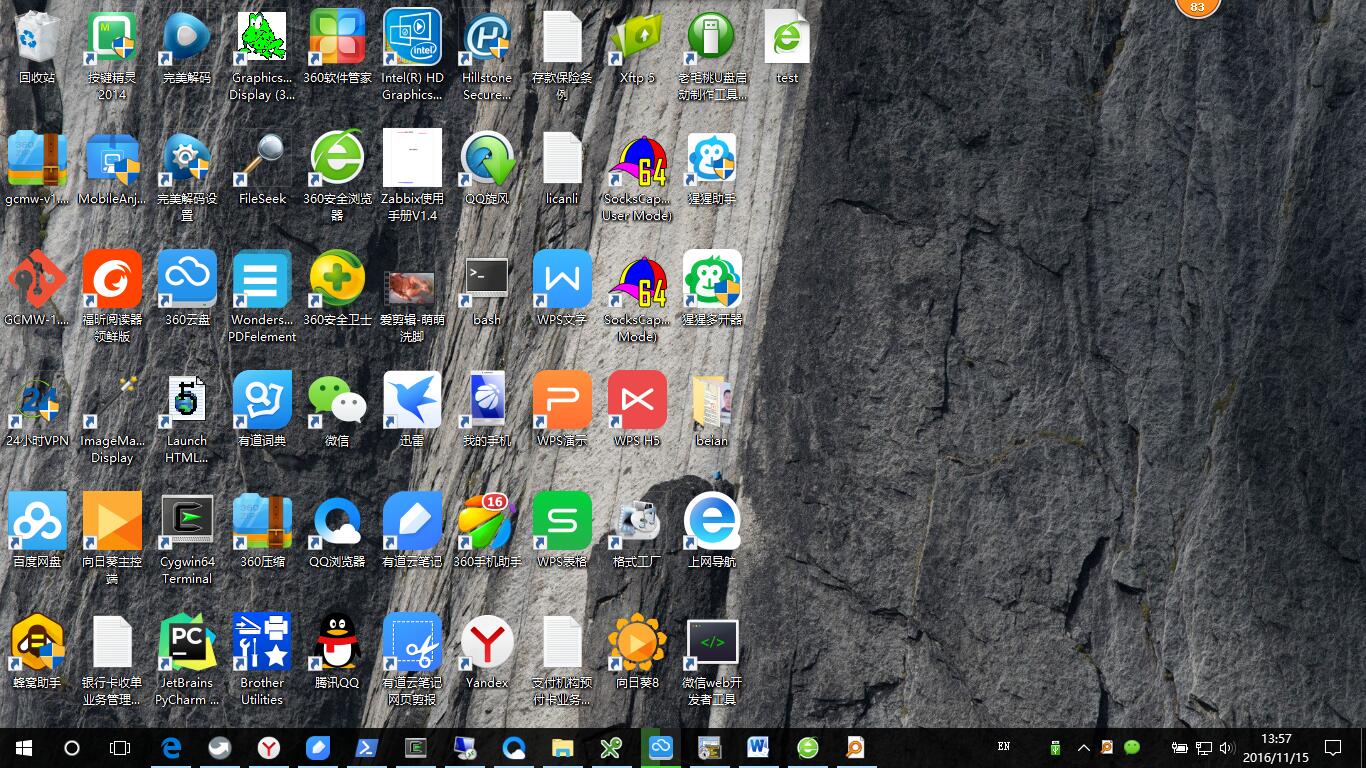 83
回收站
按键精灵
2014
完美解码
Graphics...
Display (3...
360软件管家
Intel(R) HD
Graphics...
Hillstone
Secure...
存款保险条
例
Xftp 5
老毛桃U盘启
动制作工具...
test
gcmw-v1....
MobileAnj...
完美解码设
置
FileSeek
360安全浏览
器
Zabbix使用
手册V1.4
QQ旋风
licanli
SocksCap...
User Mode)
猩猩助手
GCMW-1....
福昕阅读器
领鲜版
360云盘
Wonders...
PDFelement
360安全卫士
爱剪辑-萌萌
洗脚
bash
WPS文字
SocksCap...
Mode)
猩猩多开器
24小时VPN
ImageMa...
Display
Launch
HTML...
有道词典
微信
迅雷
我的手机
WPS演示
WPS H5
beian
百度网盘
向日葵主控
端
Cygwin64
Terminal
360压缩
QQ浏览器
有道云笔记
16
360手机助手
WPS表格
格式工厂
上网导航
蜂窝助手
银行卡收单
业务管理...
JetBrains
PyCharm ...
Brother
Utilities
腾讯QQ
有道云笔记
网页剪报
Yandex
支付机构预
付卡业务...
向日葵8
微信web开
发者工具
EN
13:57
2016/11/15